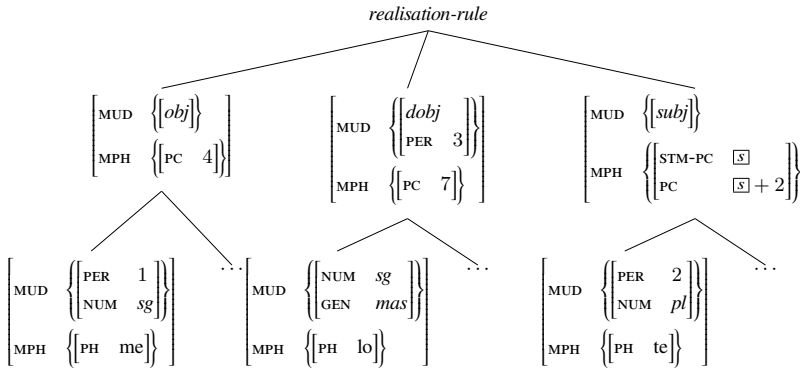 realisation-rule
MUD {[obj]}
MPH {[PC 4]}
MUD {[dobj
PER 3]}
MPH {[PC 7]}
MUD {[subj]}
MPH {[STM-PC s
PC s + 2]}
MUD {[PER 1
NUM sg]}
MPH {[PH me]}
...
MUD {[NUM sg
GEN mas]}
MPH {[PH lo]}
...
MUD {[PER 2
NUM pl]}
MPH {[PH te]}
...